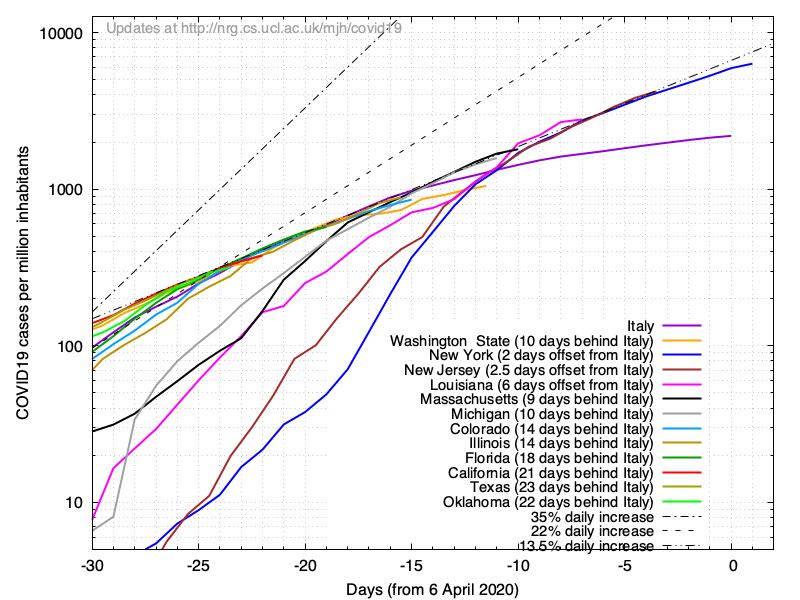 Updates at http://nrg.cs.ucl.ac.uk/mjh/covid19
10000
1000
100
10
COVID19 cases per million inhabitants
Italy
Washington  State (10 days behind Italy)
New York (2 days offset from Italy)
New Jersey (2.5 days offset from Italy)
Louisiana (6 days offset from Italy)
Massachusetts (9 days behind Italy)
Michigan (10 days behind Italy)
Colorado (14 days behind Italy)
Illinois (14 days behind Italy)
Florida (18 days behind Italy)
California (21 days behind Italy)
Texas (23 days behind Italy)
Oklahoma (22 days behind Italy)
35% daily increase
22% daily increase
13.5% daily increase
-30 -25 -20 -15 -10 -5 0
Days (from 6 April 2020)